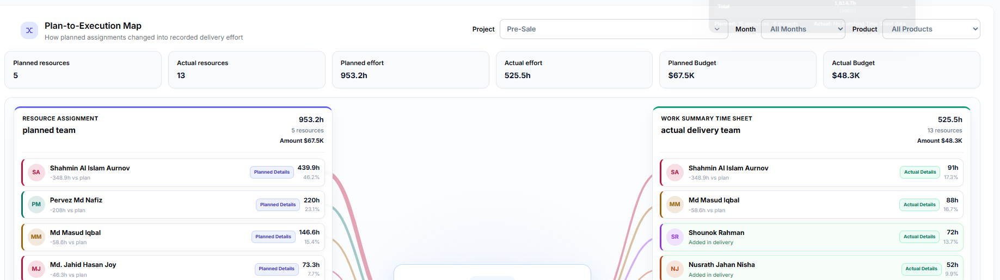 Total
1,814.7h
Plan-to-Execution Map
How planned assignments changed into recorded delivery effort
Project
Pre-Sale
Month
All Months
Product
All Products
Planned resources
5
Actual resources
13
Planned effort
953.2h
Actual effort
525.5h
Planned Budget
$67.5K
Actual Budget
$48.3K
RESOURCE ASSIGNMENT
planned team
953.2h
5 resources
Amount $67.5K
SA
Shahmin Al Islam Aurnov
-348.9h vs plan
Planned Details
439.9h
46.2%
PM
Pervez Md Nafiz
-208h vs plan
Planned Details
220h
23.1%
MM
Md Masud Iqbal
-58.6h vs plan
Planned Details
146.6h
15.4%
MJ
Md. Jahid Hasan Joy
-46.3h vs plan
Planned Details
73.3h
7.7%
WORK SUMMARY TIME SHEET
actual delivery team
525.5h
13 resources
Amount $48.3K
SA
Shahmin Al Islam Aurnov
-348.9h vs plan
Actual Details
91h
17.3%
MM
Md Masud Iqbal
-58.6h vs plan
Actual Details
88h
16.7%
SR
Shounok Rahman
Added in delivery
Actual Details
72h
13.7%
NJ
Nusrath Jahan Nisha
Added in delivery
Actual Details
52h
9.9%